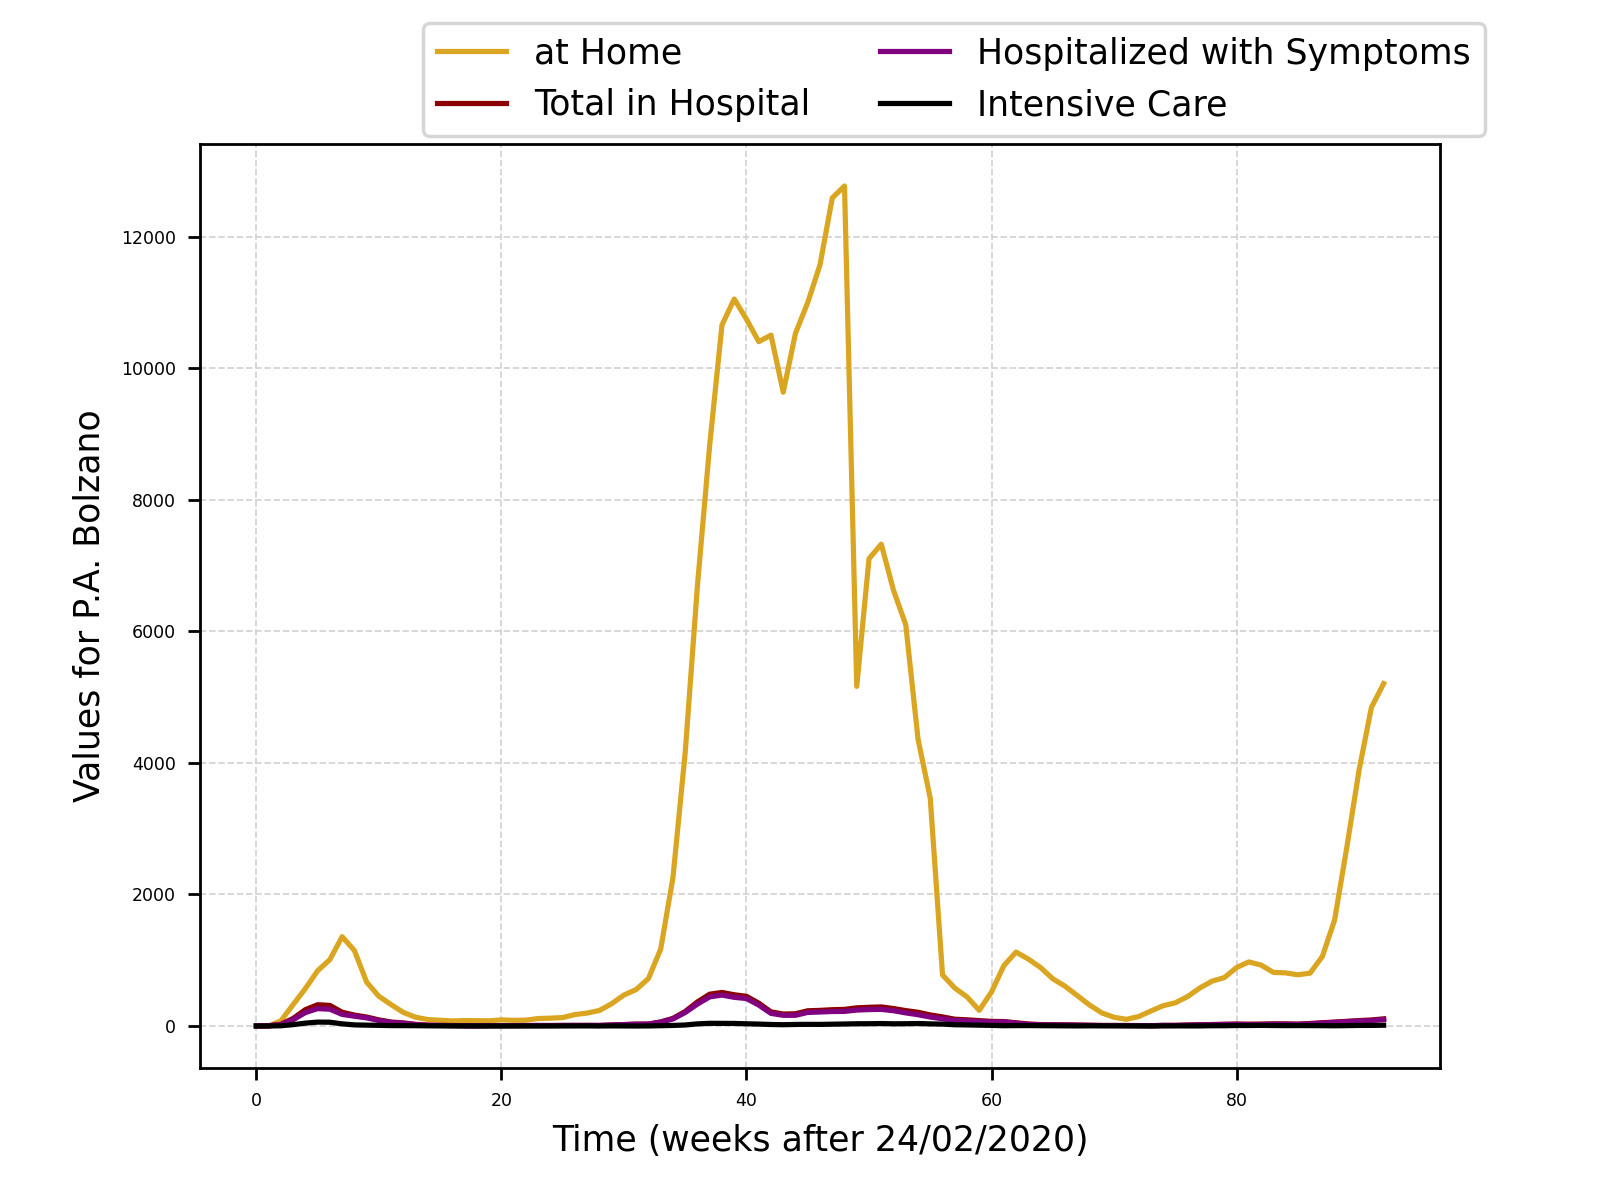 at Home
Total in Hospital
Hospitalized with Symptoms
Intensive Care
Values for P.A. Bolzano
12000
10000
8000
6000
4000
2000
0
0 20 40 60 80
Time (weeks after 24/02/2020)